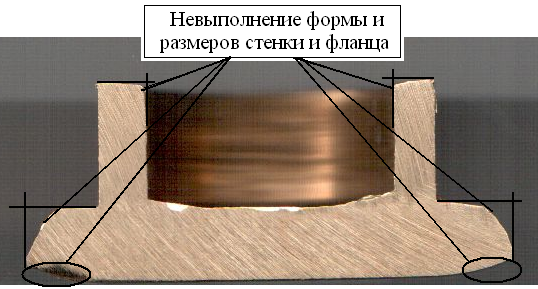 Невыполнение формы и
размеров стенки и фланца